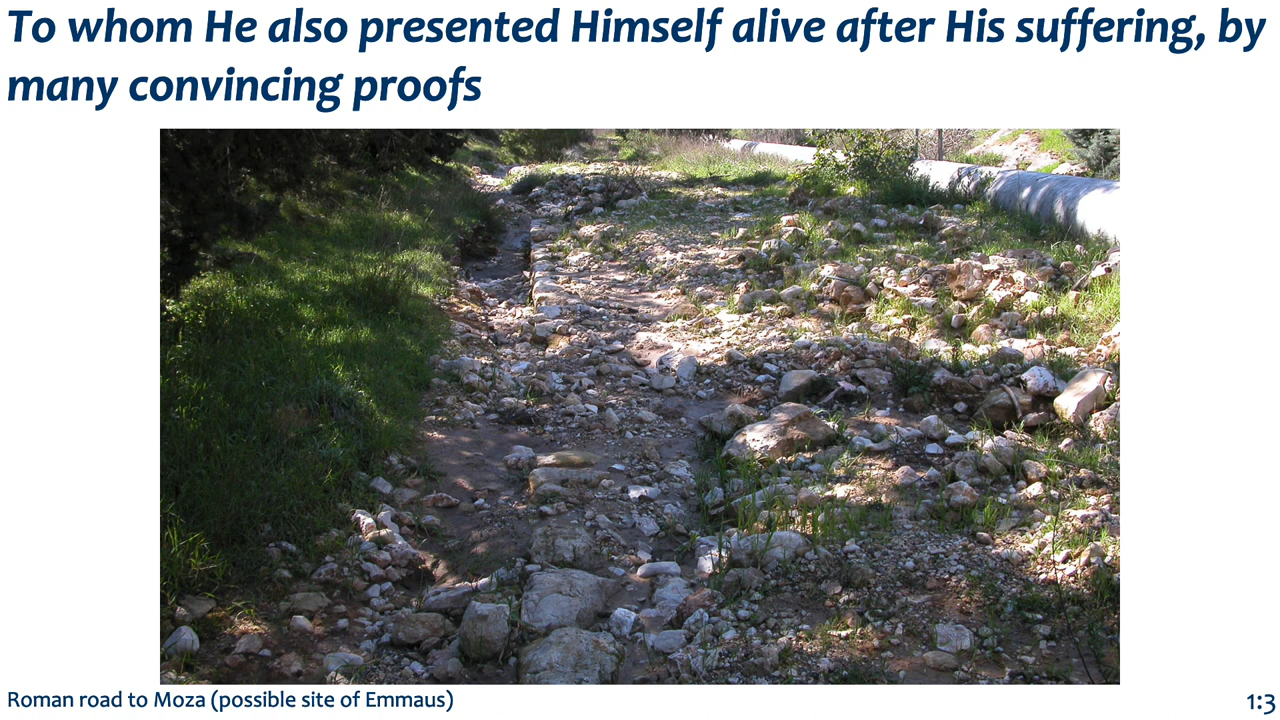 To whom He also presented Himself alive after His suffering, by
many convincing proofs
Roman road to Moza (possible site of Emmaus)
1:3